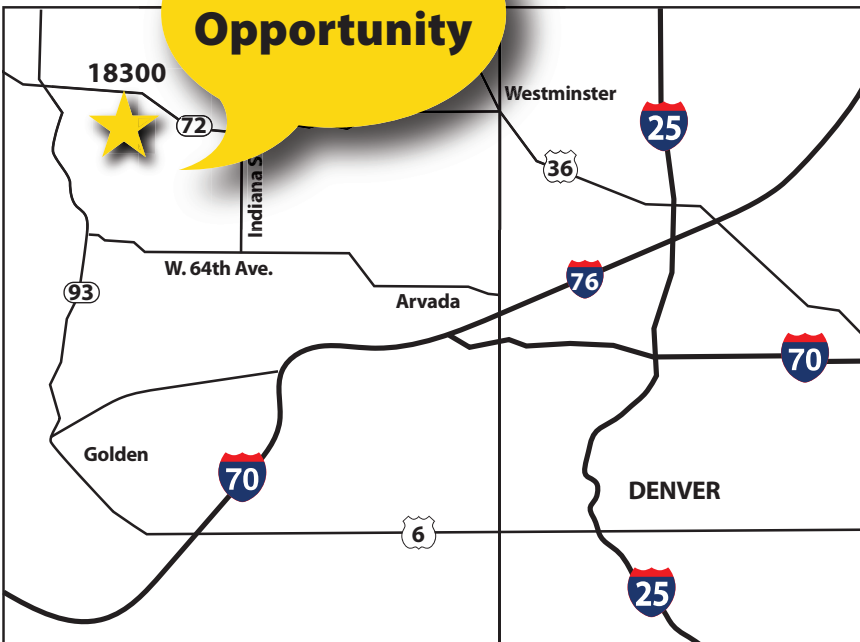 Opportunity
18300
72
Indiana S
Westminster
25
36
W. 64th Ave.
93
Arvada
76
70
Golden
70
DENVER
6
25